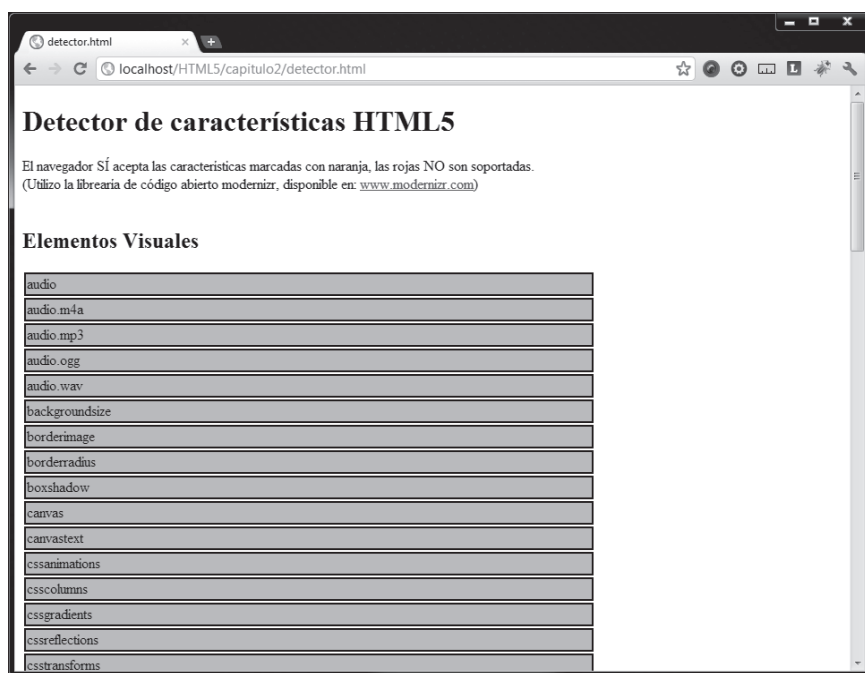 detector.html
localhost/HTML5/capitulo2/detector.html
Detector de características HTML5
El navegador SÍ acepta las características marcadas con naranja, las rojas NO son soportadas.
(Utilizo la librearia de código abierto modernizr, disponible en: www.modernizr.com)
Elementos Visuales
audio
audio.m4a
audio.mp3
audio.ogg
audio.wav
backgroundsize
borderimage
borderradius
boxshadow
canvas
canvastext
cssanimations
csscolumns
cssgradients
cssreflections
csstransforms